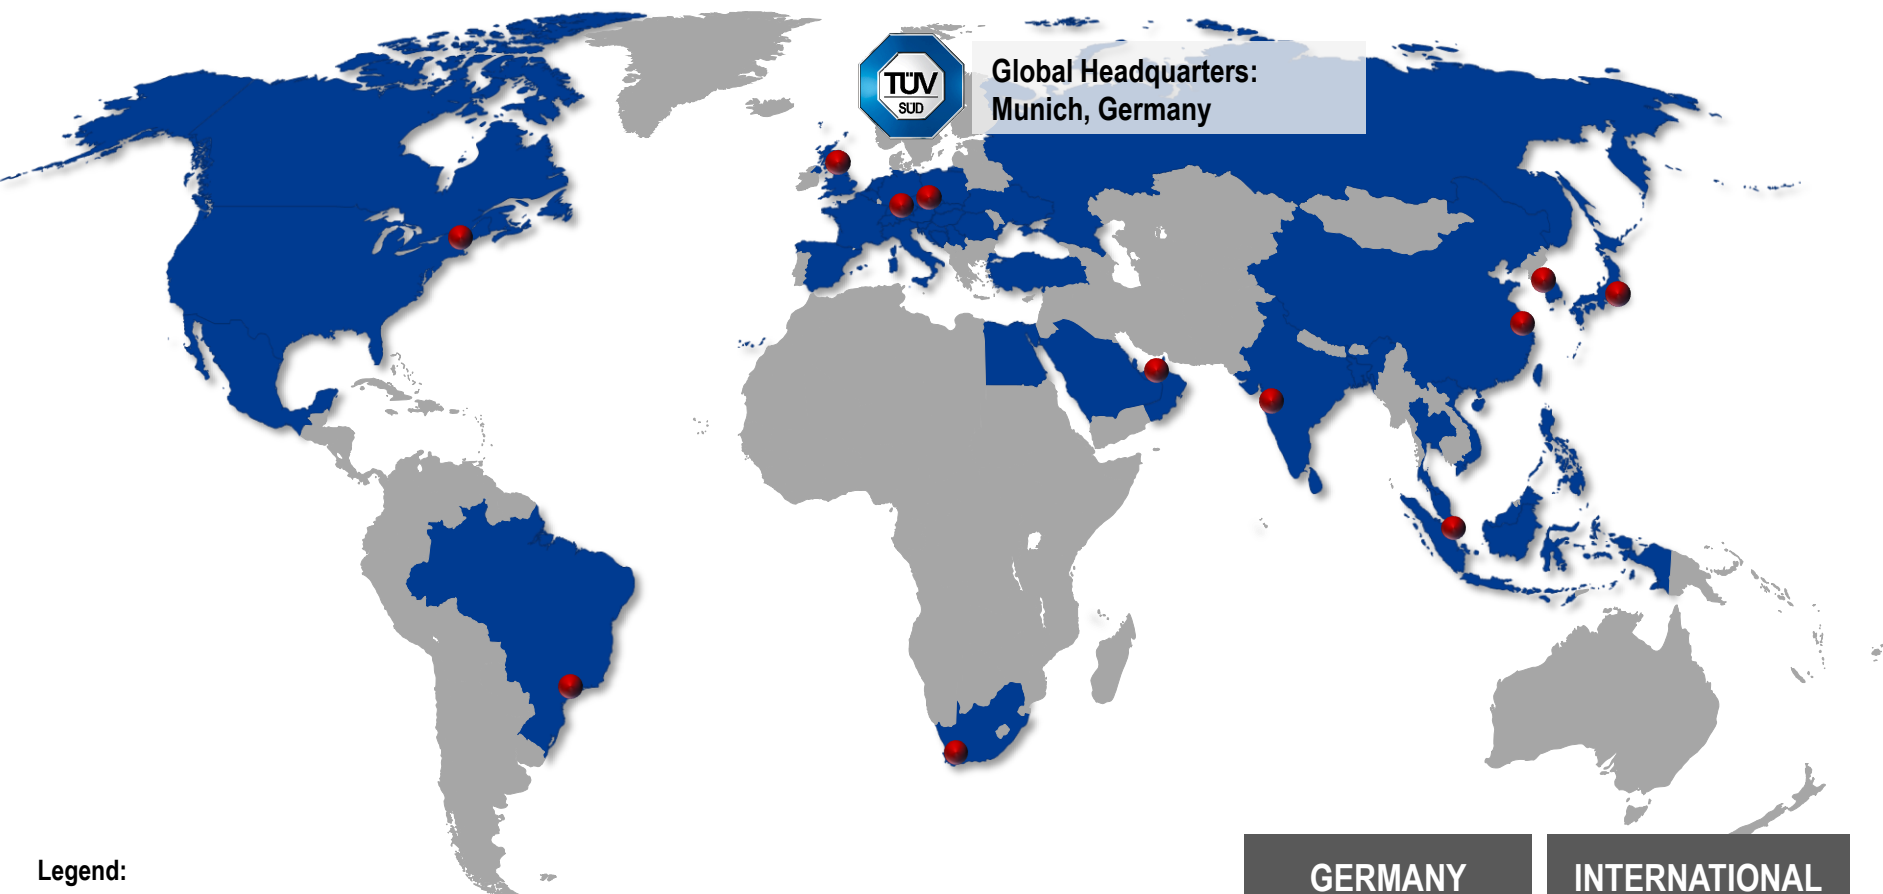 TÜV
SÜD
Global Headquarters:
Munich, Germany
Legend:
GERMANY
INTERNATIONAL